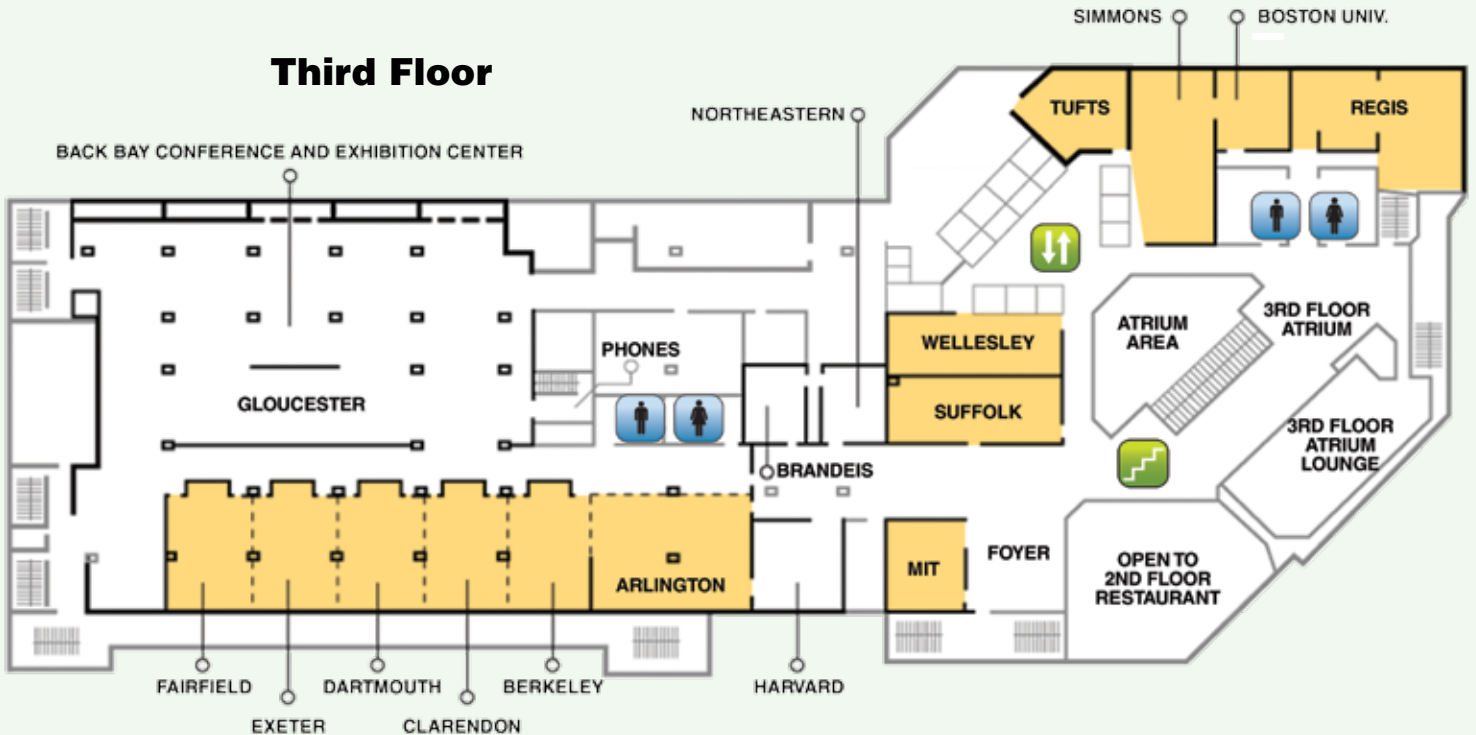 SIMMONS
BOSTON UNIV.
Third Floor
TUFTS
REGIS
NORTHEASTERN
BACK BAY CONFERENCE AND EXHIBITION CENTER
3RD FLOOR
ATRIUM
ATRIUM
AREA
WELLESLEY
PHONES
GLOUCESTER
SUFFOLK
3RD FLOOR
ATRIUM
LOUNGE
BRANDEIS
FOYER
MIT
OPEN TO
2ND FLOOR
RESTAURANT
ARLINGTON
FAIRFIELD
DARTMOUTH
BERKELEY
HARVARD
EXETER
CLARENDON